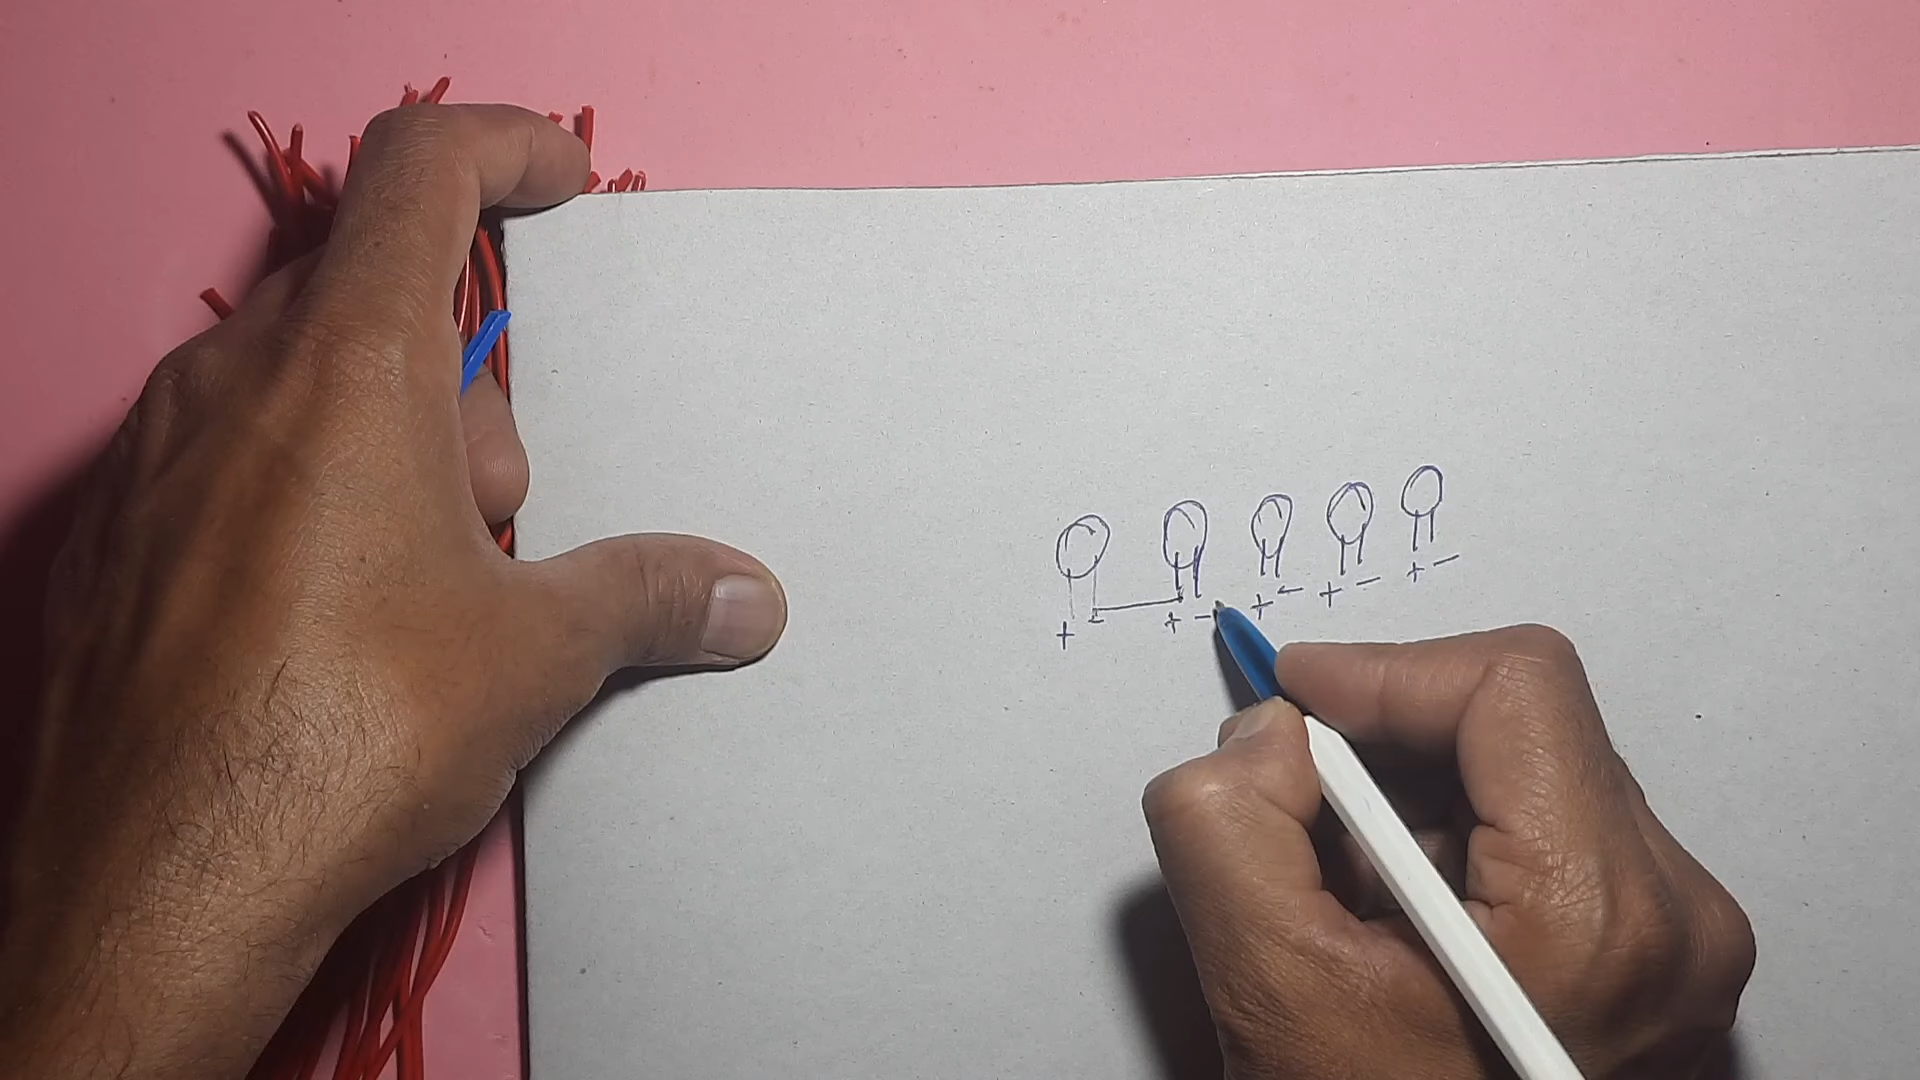 + - + - + - + - + -